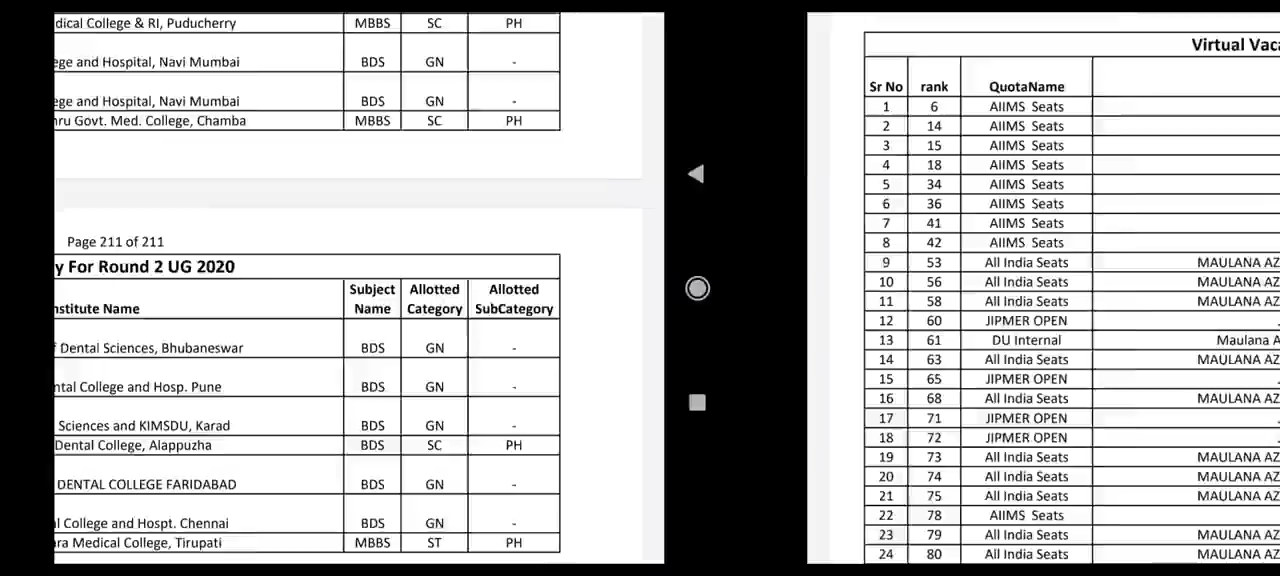 dical College & RI, Puducherry MBBS SC PH
ege and Hospital, Navi Mumbai BDS GN -
ege and Hospital, Navi Mumbai BDS GN -
ru Govt. Med. College, Chamba MBBS SC PH
Page 211 of 211
y For Round 2 UG 2020
nstitute Name Subject Name Allotted Category Allotted SubCategory
f Dental Sciences, Bhubaneswar BDS GN -
ntal College and Hosp. Pune BDS GN -
Sciences and KIMSDU, Karad BDS GN -
Dental College, Alappuzha BDS SC PH
DENTAL COLLEGE FARIDABAD BDS GN -
l College and Hospt. Chennai BDS GN -
ra Medical College, Tirupati MBBS ST PH
Virtual Vaca
Sr No rank QuotaName
1 6 AIIMS Seats
2 14 AIIMS Seats
3 15 AIIMS Seats
4 18 AIIMS Seats
5 34 AIIMS Seats
6 36 AIIMS Seats
7 41 AIIMS Seats
8 42 AIIMS Seats
9 53 All India Seats MAULANA AZ
10 56 All India Seats MAULANA AZ
11 58 All India Seats MAULANA AZ
12 60 JIPMER OPEN
13 61 DU Internal Maulana A
14 63 All India Seats MAULANA AZ
15 65 JIPMER OPEN
16 68 All India Seats MAULANA AZ
17 71 JIPMER OPEN
18 72 JIPMER OPEN
19 73 All India Seats MAULANA AZ
20 74 All India Seats MAULANA AZ
21 75 All India Seats MAULANA AZ
22 78 AIIMS Seats
23 79 All India Seats MAULANA AZ
24 80 All India Seats MAULANA AZ